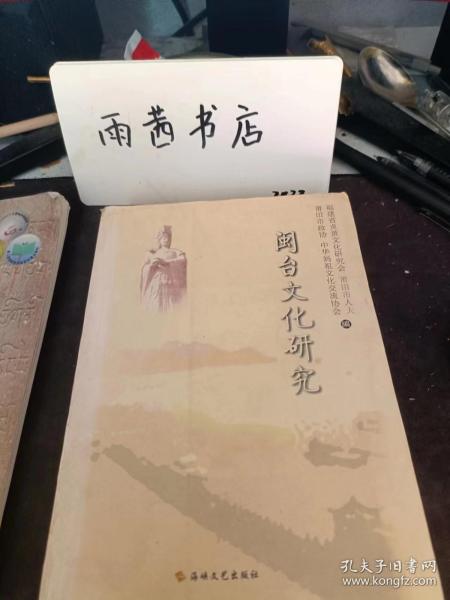 雨茜书店
福建省炎黄文化研究会 莆田市人大
莆田市政协 中华妈祖文化交流协会 编
闽台文化研究
海峡文艺出版社
孔夫子旧书网
www.kongfz.com